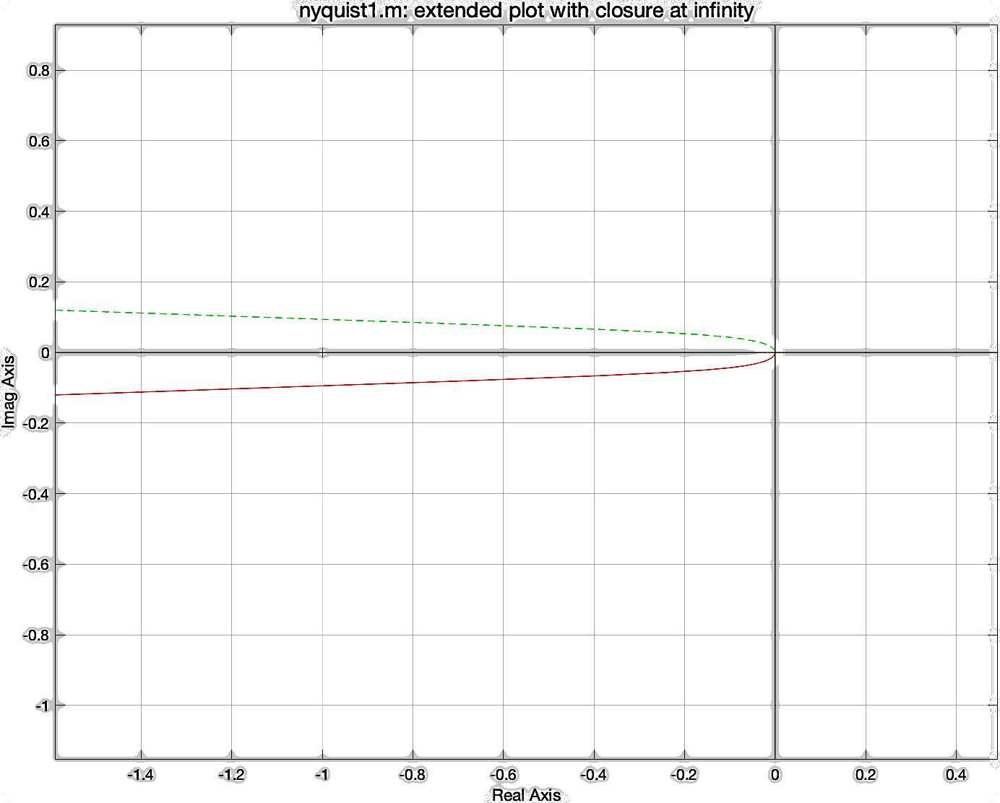 nyquist1.m: extended plot with closure at infinity
0.8
0.6
0.4
0.2
0
-0.2
-0.4
-0.6
-0.8
-1
Imag Axis
-1.4 -1.2 -1 -0.8 -0.6 -0.4 -0.2 0 0.2 0.4
Real Axis